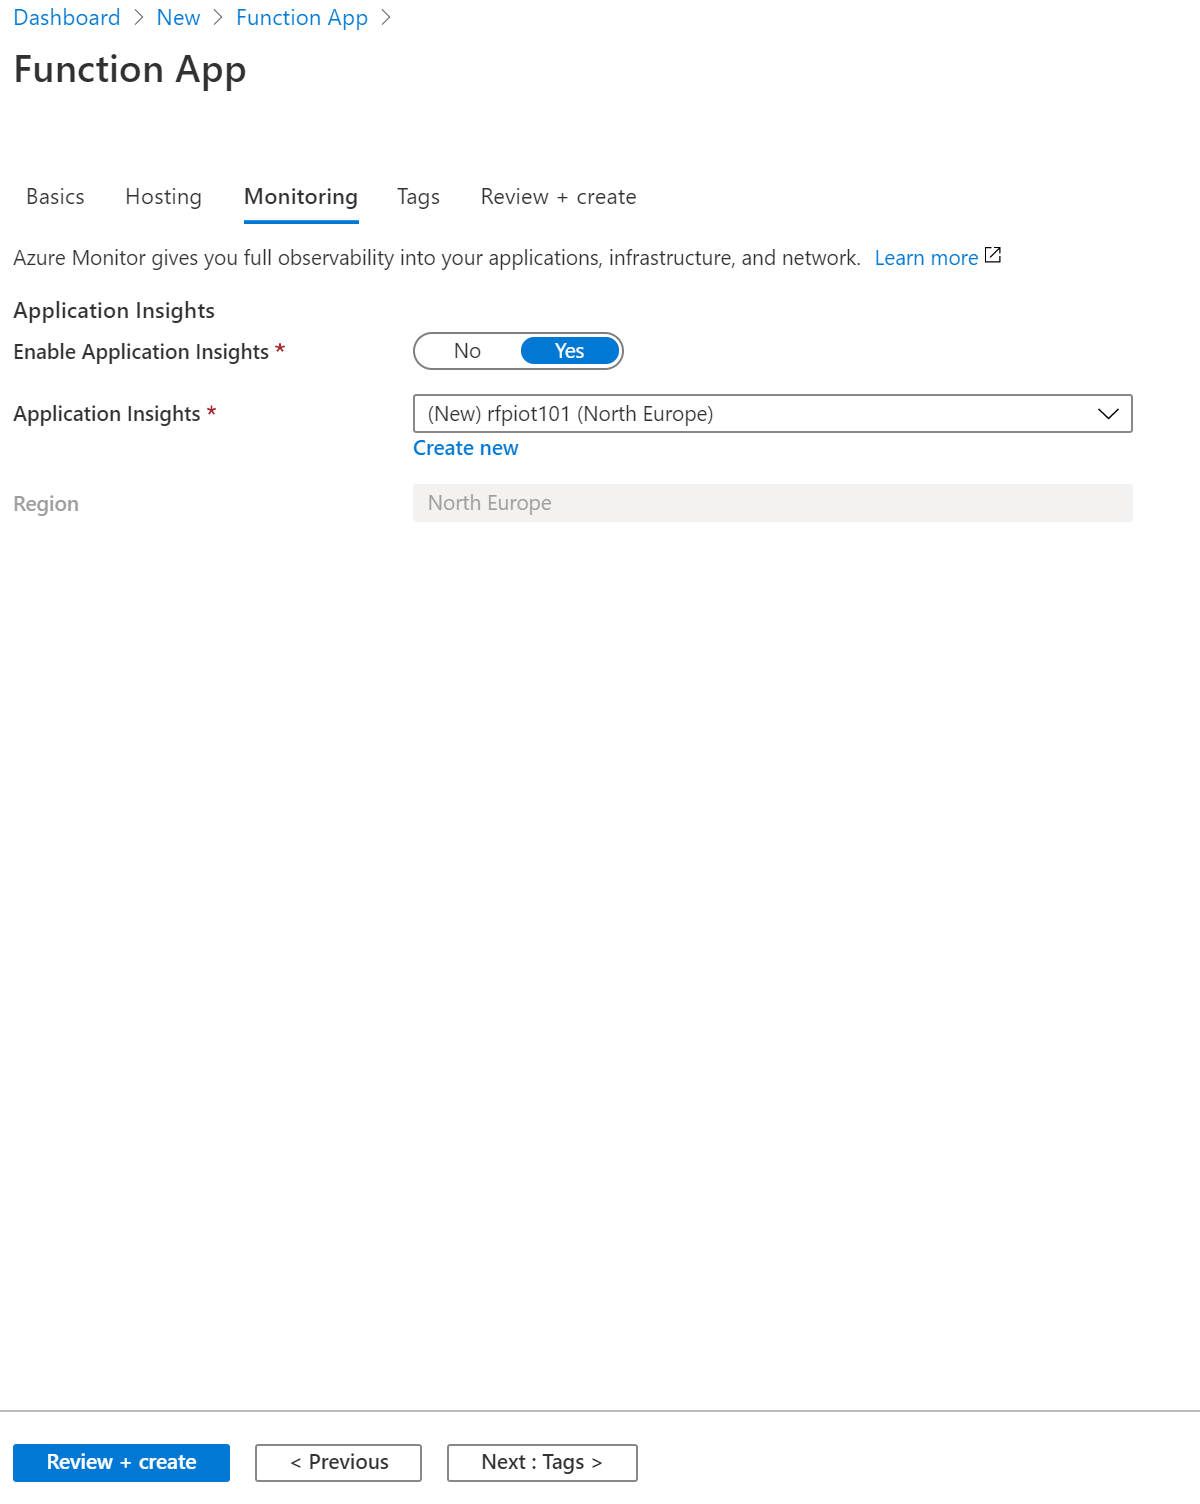 Dashboard > New > Function App >
Function App
Basics Hosting Monitoring Tags Review + create
Azure Monitor gives you full observability into your applications, infrastructure, and network. Learn more
Application Insights
Enable Application Insights * No Yes
Application Insights * (New) rfpiot101 (North Europe)
Create new
Region North Europe
Review + create < Previous Next : Tags >